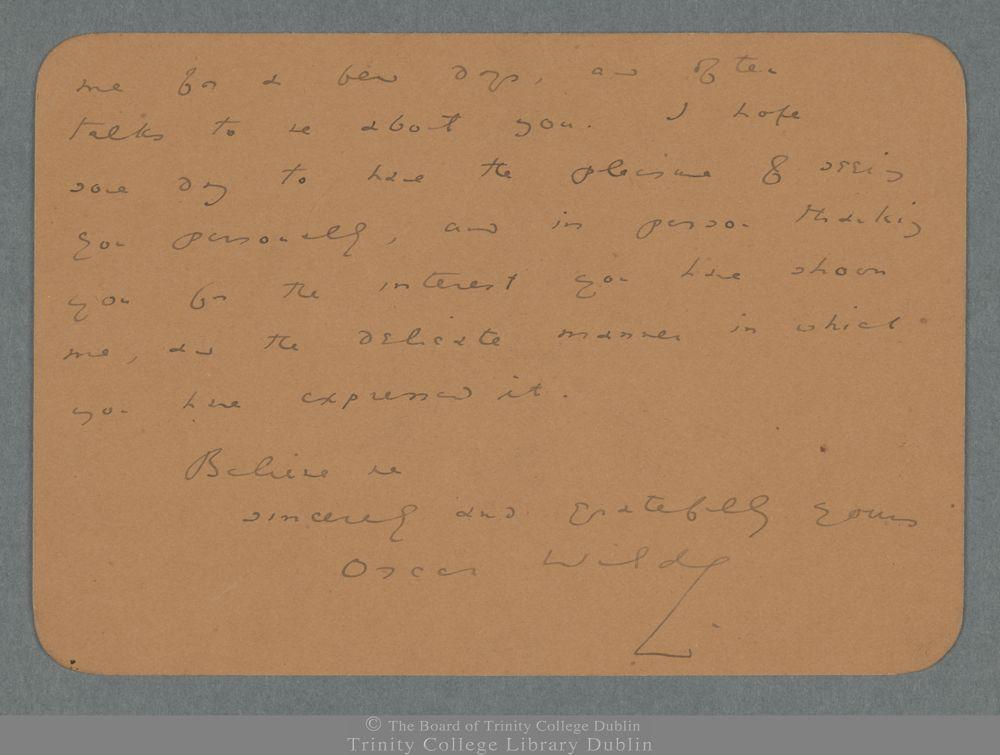 me for a few days, and often
talks to me about you. I hope
some day to have the pleasure of seeing
you personally, and in person thanking
you for the interest you have shown
me, and the delicate manner in which
you have expressed it.
Believe me
sincerely and gratefully yours
Oscar Wilde
© The Board of Trinity College Dublin
Trinity College Library Dublin